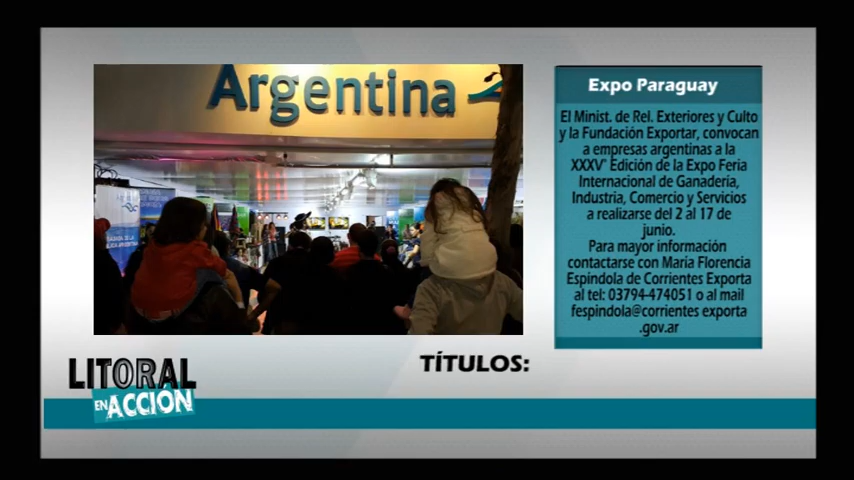 Argentina
Expo Paraguay
El Minist. de Rel. Exteriores y Culto
y la Fundación Exportar, convocan
a empresas argentinas a la
XXXV° Edición de la Expo Feria
Internacional de Ganadería,
Industria, Comercio y Servicios
a realizarse del 2 al 17 de
junio.
Para mayor información
contactarse con María Florencia
Espíndola de Corrientes Exporta
al tel: 03794-474051 o al mail
fespindola@corrientes exporta
.gov.ar
TÍTULOS:
LITORAL
EN ACCIÓN